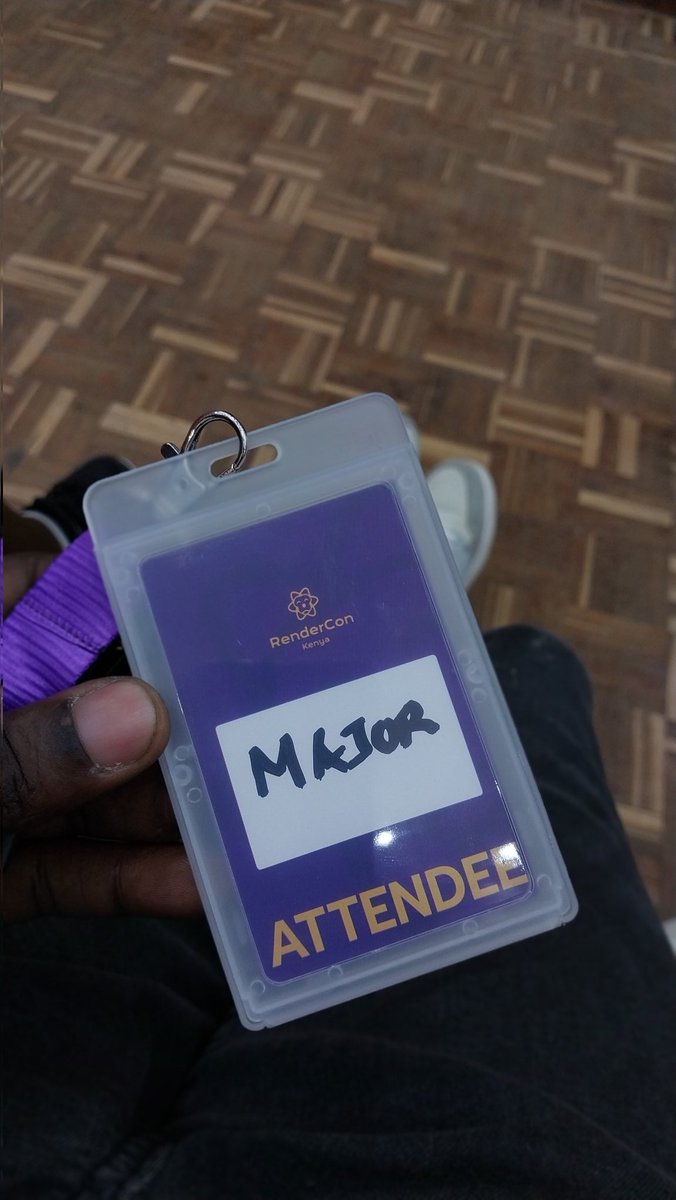 RenderCon
Kenya
MAJOR
ATTENDEE